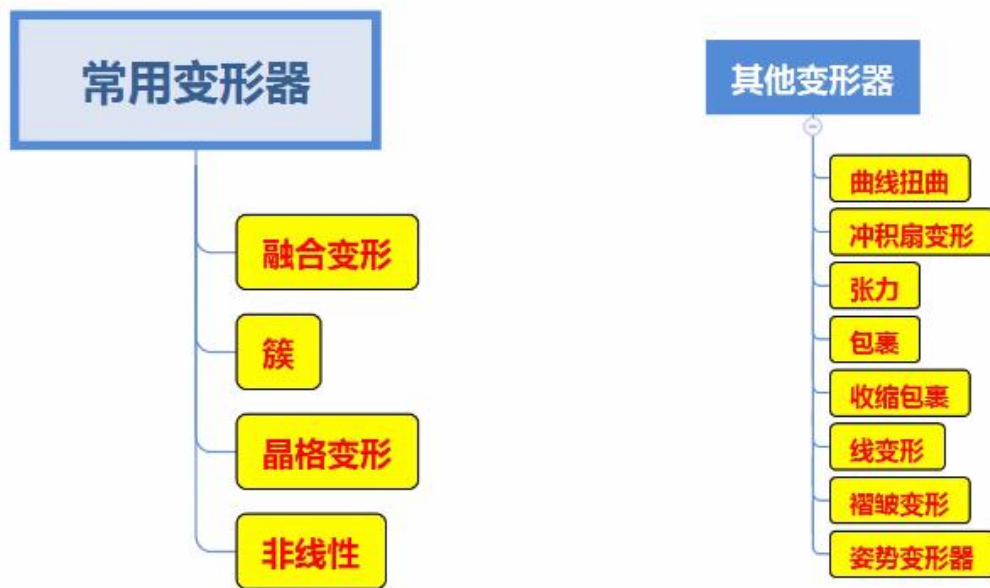 常用变形器
融合变形
簇
晶格变形
非线性
其他变形器
曲线扭曲
冲积扇变形
张力
包裹
收缩包裹
线变形
褶皱变形
姿势变形器